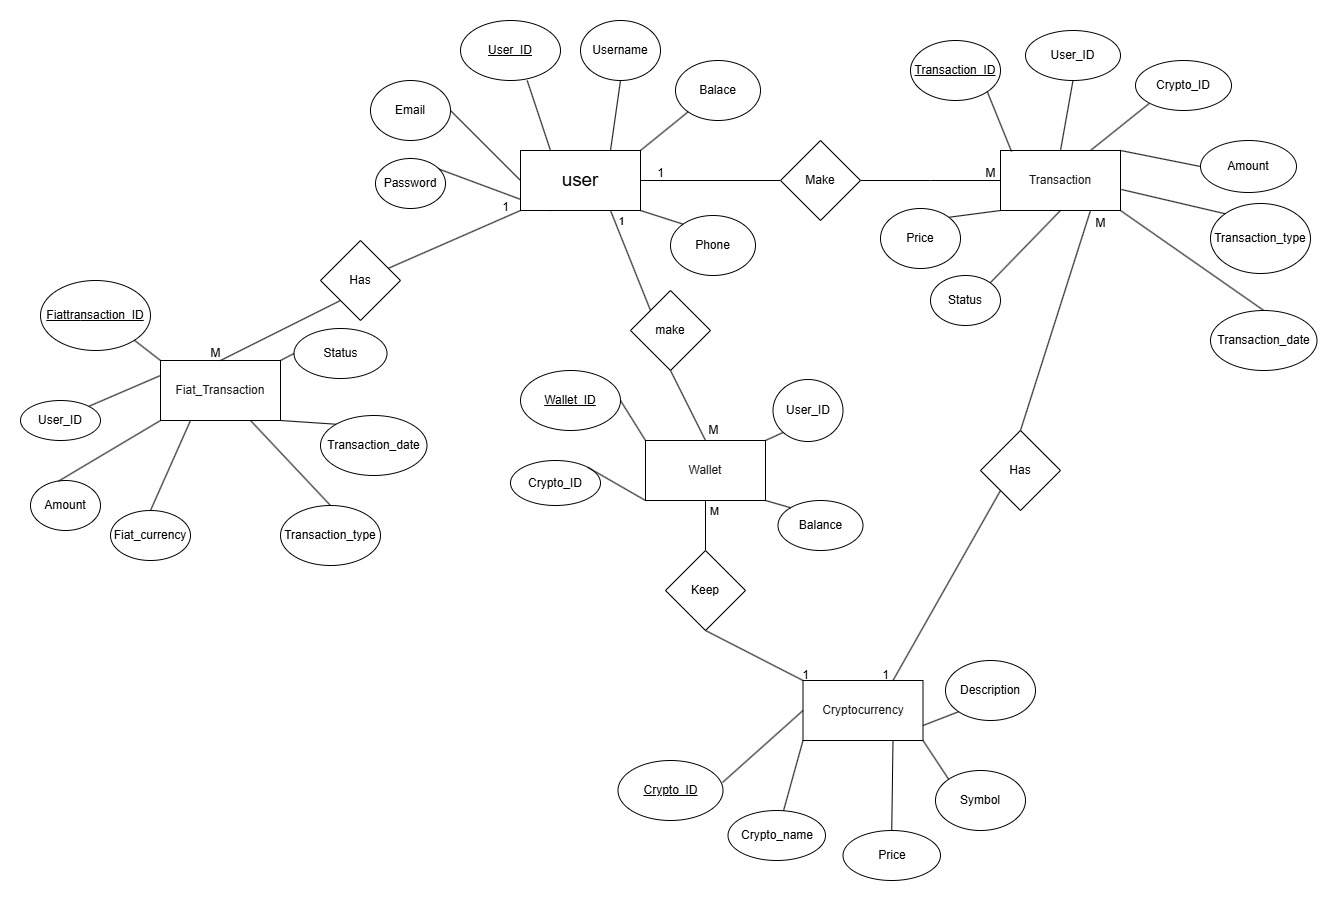 User_ID
Username
Balace
Email
Password
user
Phone
1
1
1
Make
M
Transaction_ID
User_ID
Crypto_ID
Amount
Transaction
Transaction_type
Price
M
Status
Transaction_date
Has
Fiattransaction_ID
M
Status
Fiat_Transaction
User_ID
Transaction_date
Amount
Fiat_currency
Transaction_type
make
Wallet_ID
M
User_ID
Wallet
Crypto_ID
M
Balance
Has
Keep
1
1
Cryptocurrency
Description
Crypto_ID
Symbol
Crypto_name
Price